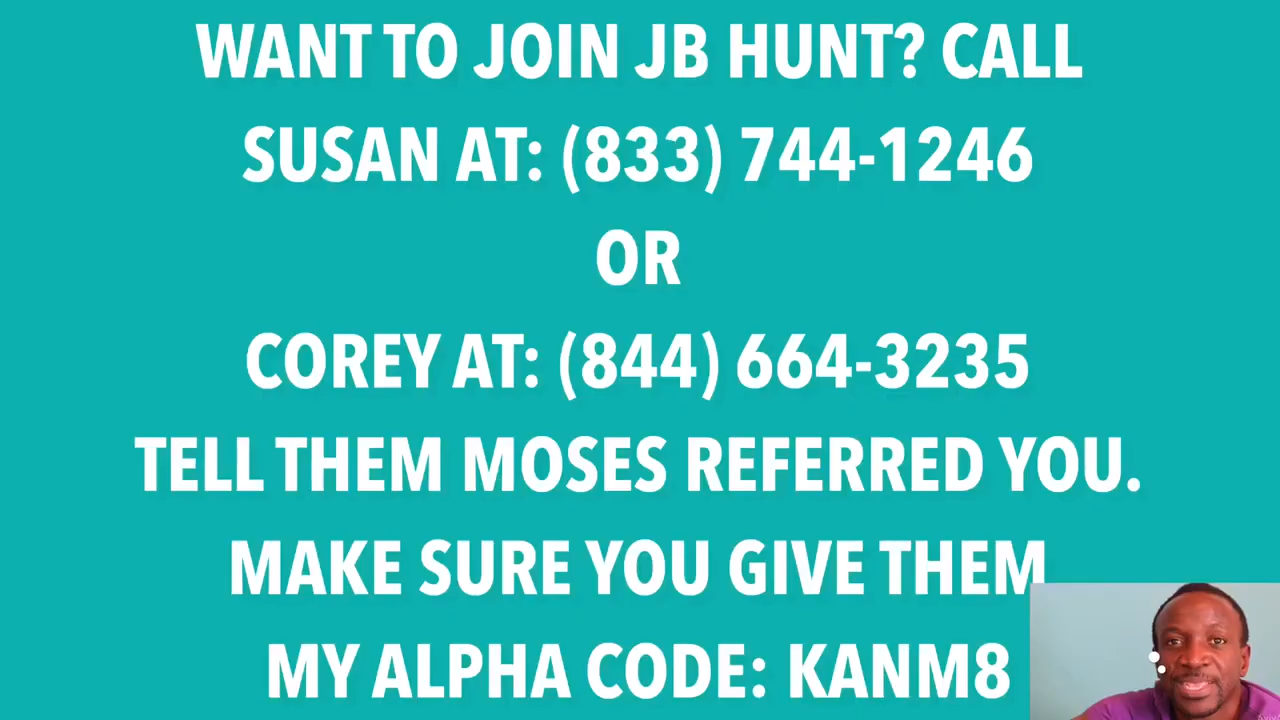 WANT TO JOIN JB HUNT? CALL
SUSAN AT: (833) 744-1246
OR
COREY AT: (844) 664-3235
TELL THEM MOSES REFERRED YOU.
MAKE SURE YOU GIVE THEM
MY ALPHA CODE: KANM8